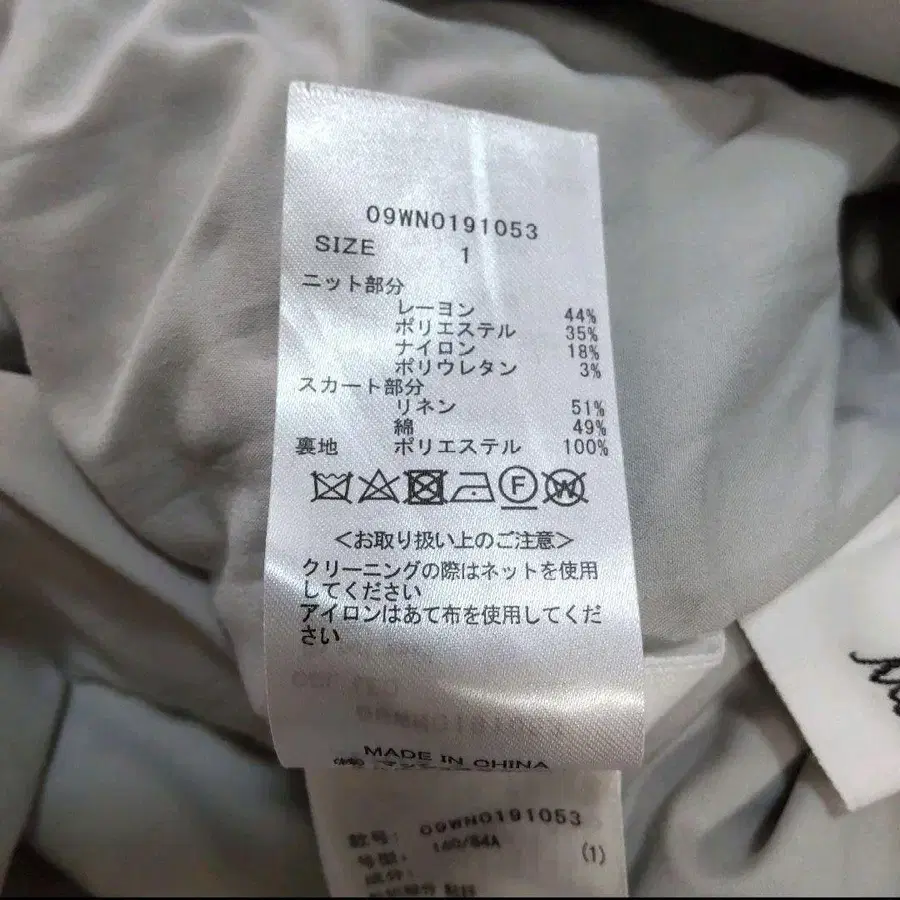 09WN0191053
SIZE 1
ニット部分
レーヨン 44%
ポリエステル 35%
ナイロン 18%
ポリウレタン 3%
スカート部分
リネン 51%
綿 49%
裏地 ポリエステル 100%
F W
<お取り扱い上のご注意>
クリーニングの際はネットを使用
してください
アイロンはあて布を使用してくだ
さい
MADE IN CHINA
款号: 09WN0191053
号型: 160/84A (1)
成分: